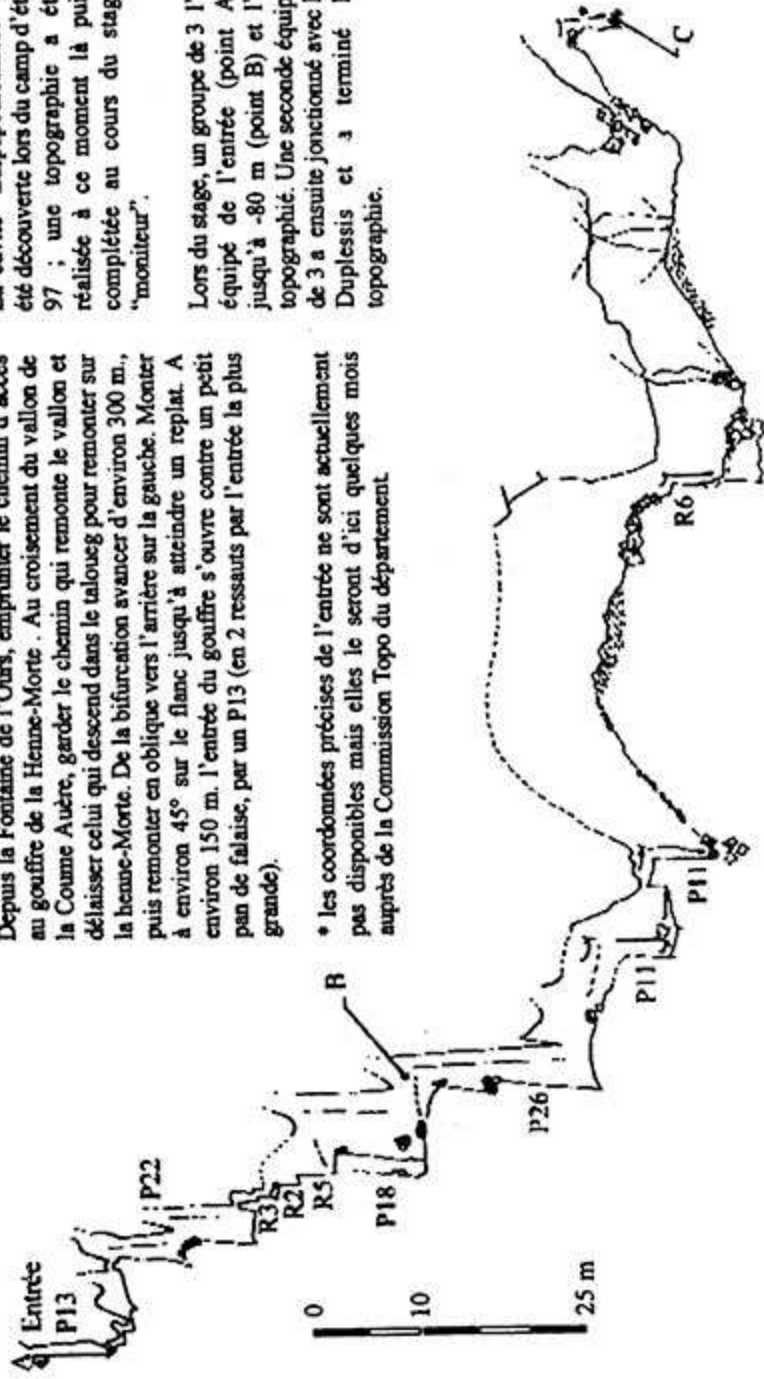 Depuis la Fontaine de l'Ours, emprunter le chemin d'accès
au gouffre de la Henne-Morte . Au croisement du vallon de
la Coume Auère, garder le chemin qui remonte le vallon et
délaisser celui qui descend dans le taloueg pour remonter sur
la henne-Morte. De la bifurcation avancer d'environ 300 m.,
puis remonter en oblique vers l'arrière sur la gauche. Monter
à environ 45° sur le flanc jusqu'à atteindre un replat. A
environ 150 m. l'entrée du gouffre s'ouvre contre un petit
pan de falaise, par un P13 (en 2 ressauts par l'entrée la plus
grande).
* les coordonnées précises de l'entrée ne sont actuellement
pas disponibles mais elles le seront d'ici quelques mois
auprès de la Commission Topo du département.
été découverte lors du camp d'ét
97 ; une topographie a ét
réalisée à ce moment là pui
complétée au cours du stag
"moniteur".
Lors du stage, un groupe de 3 l'
équipé de l'entrée (point A
jusqu'à -80 m (point B) et l'
topographié. Une seconde équip
de 3 a ensuite jonctionné avec l
Duplessis et a terminé l
topographie.
A
Entrée
P13
P22
R3
R2
R5
P18
B
P26
P11
P11
R6
C
0
10
25 m